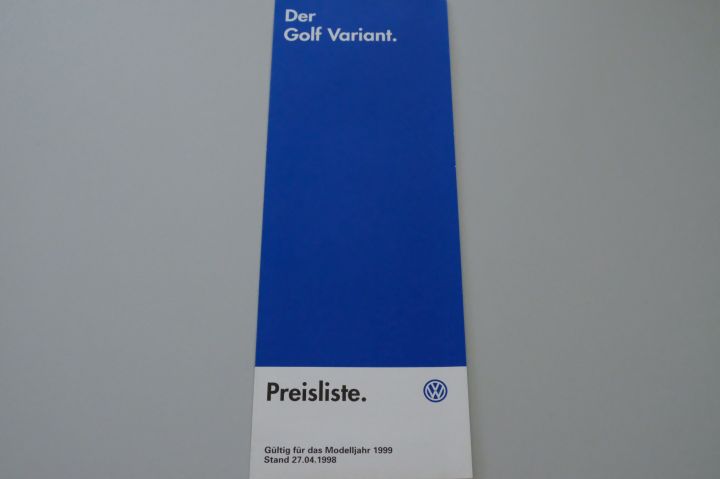 Der
Golf Variant.
Preisliste.
Gültig für das Modelljahr 1999
Stand 27.04.1998